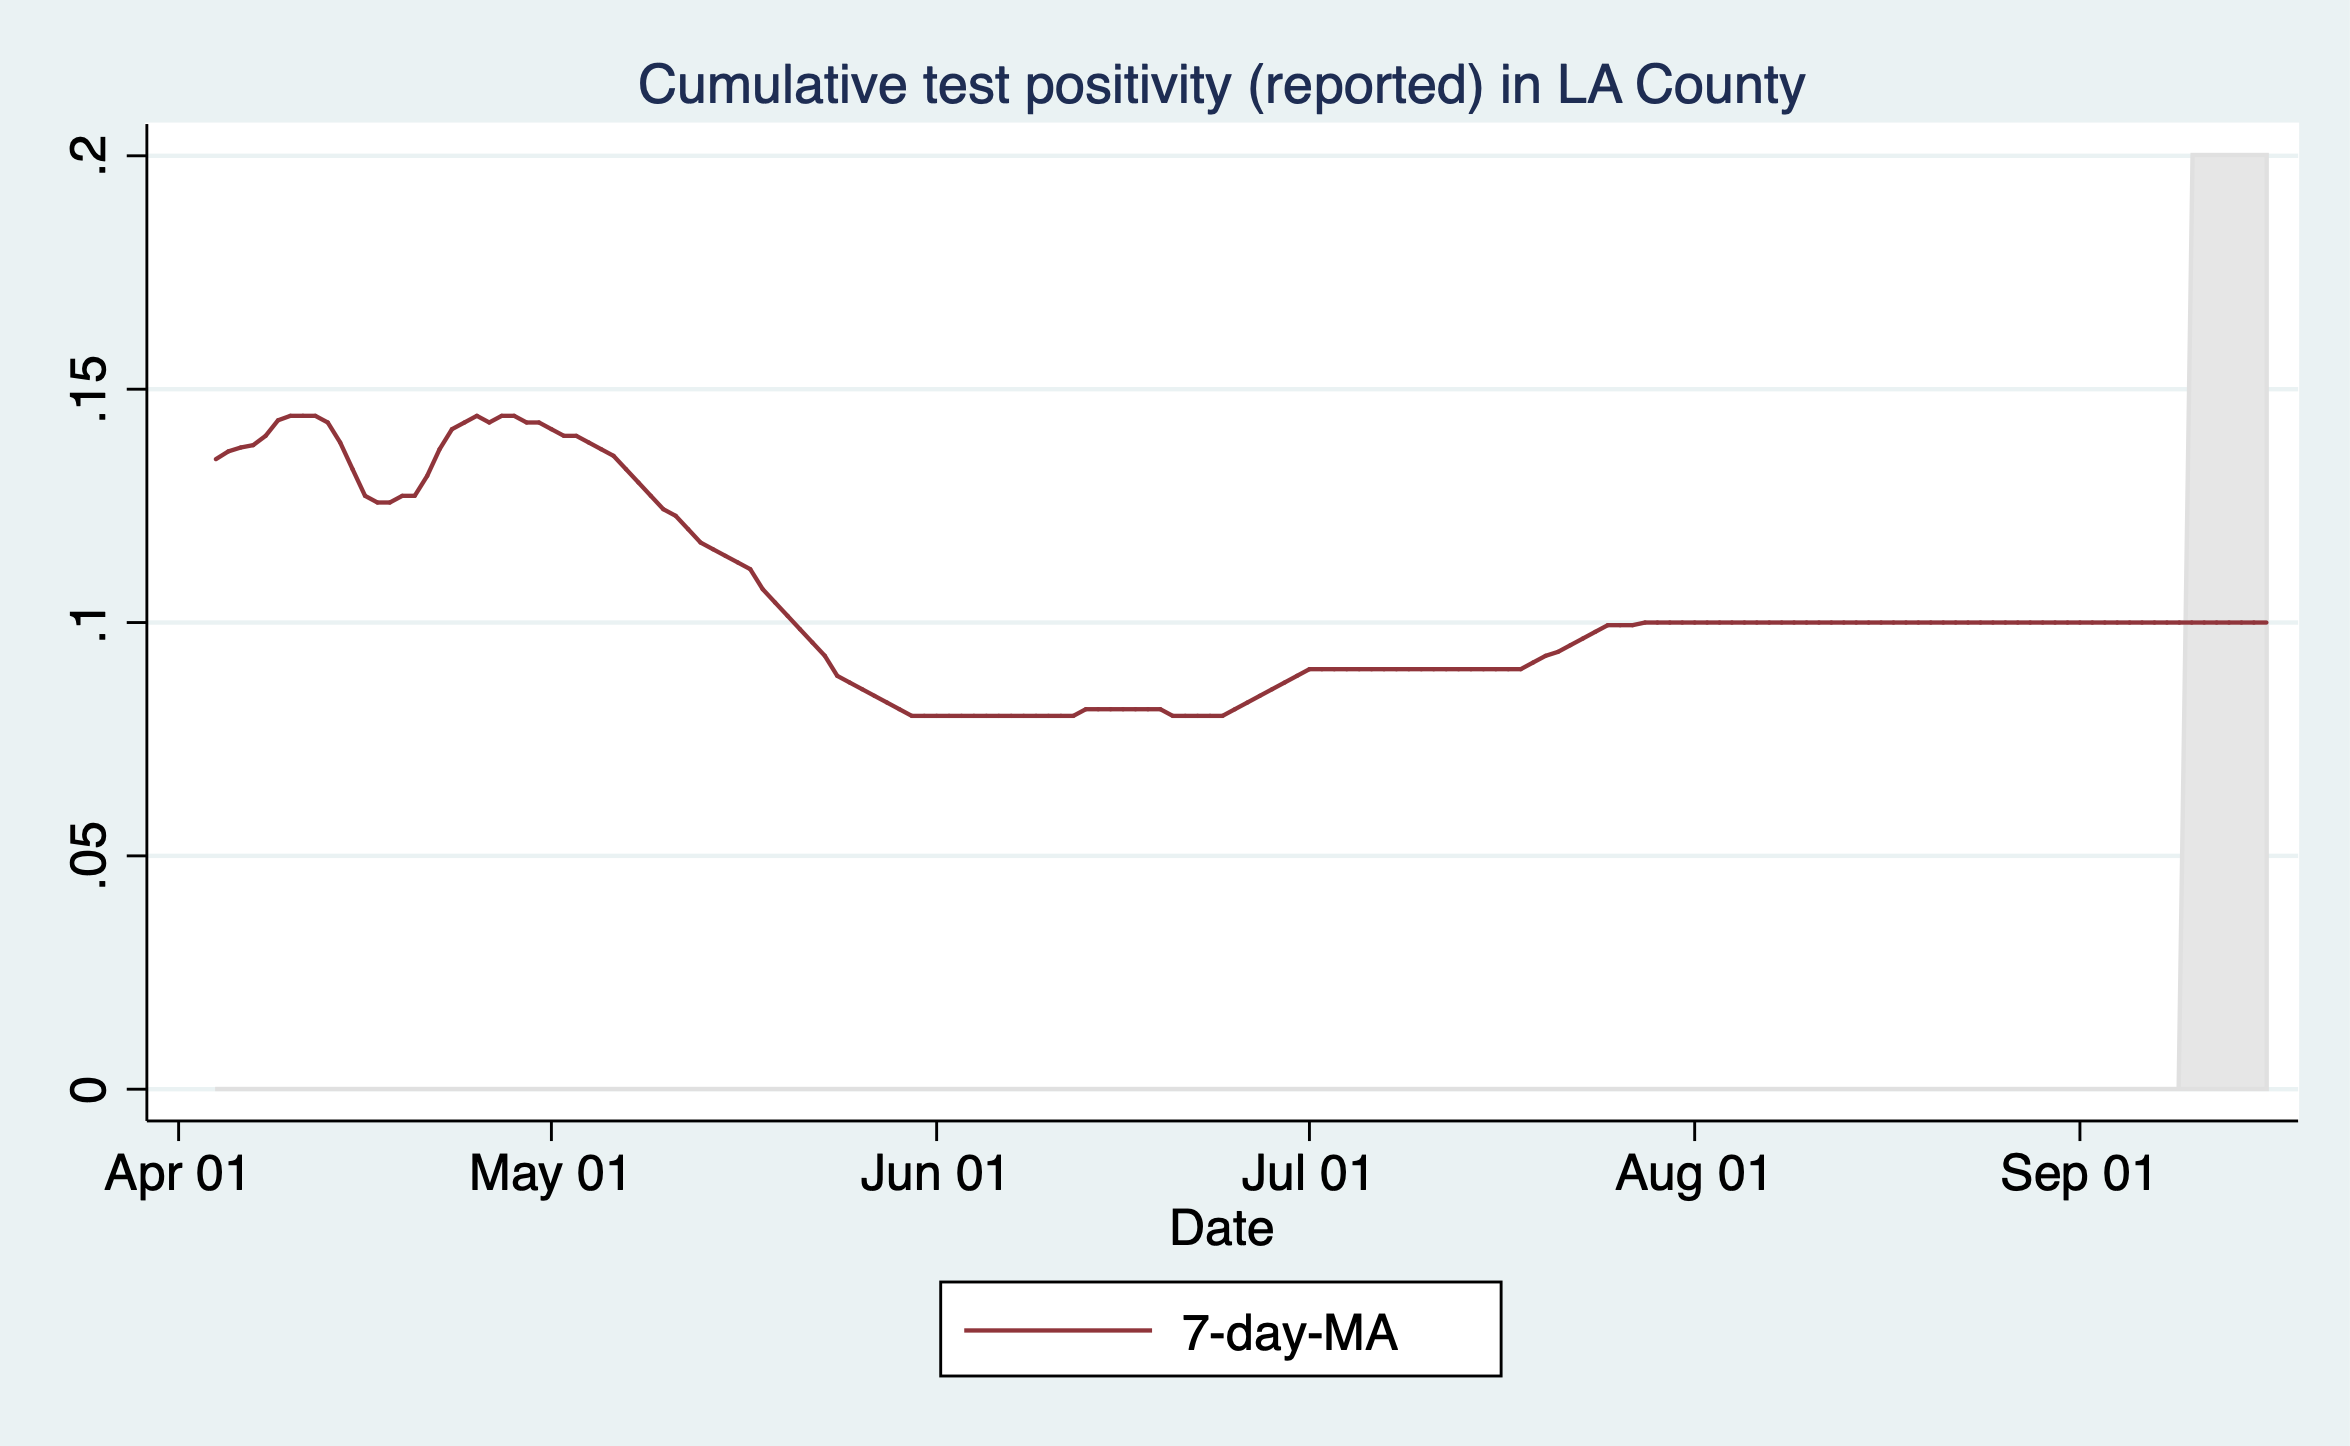 Cumulative test positivity (reported) in LA County
.2
.15
.1
.05
0
Apr 01 May 01 Jun 01 Jul 01 Aug 01 Sep 01
Date
7-day-MA